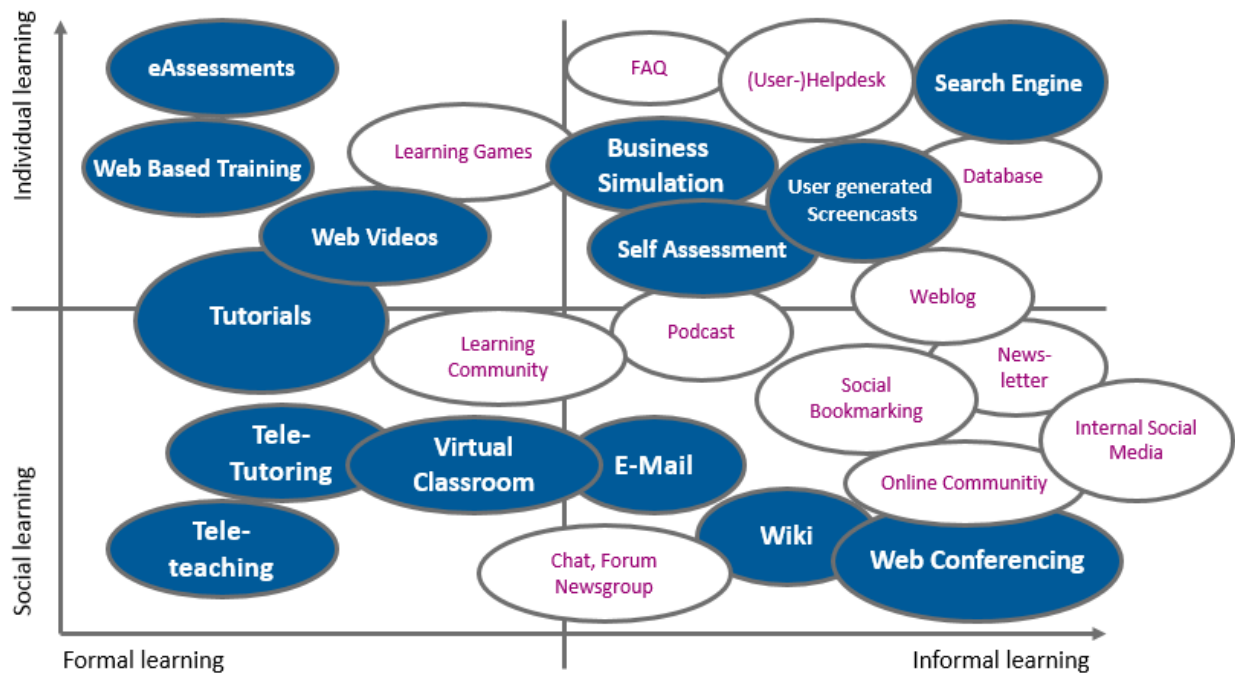 Individual learning
Social learning
eAssessments
FAQ
(User-)Helpdesk
Search Engine
Web Based Training
Learning Games
Business
Simulation
User generated
Screencasts
Database
Web Videos
Self Assessment
Tutorials
Weblog
Learning
Community
Podcast
News-
letter
Social
Bookmarking
Internal Social
Media
Tele-
Tutoring
Virtual
Classroom
E-Mail
Online Communitiy
Wiki
Web Conferencing
Tele-
teaching
Chat, Forum
Newsgroup
Formal learning
Informal learning